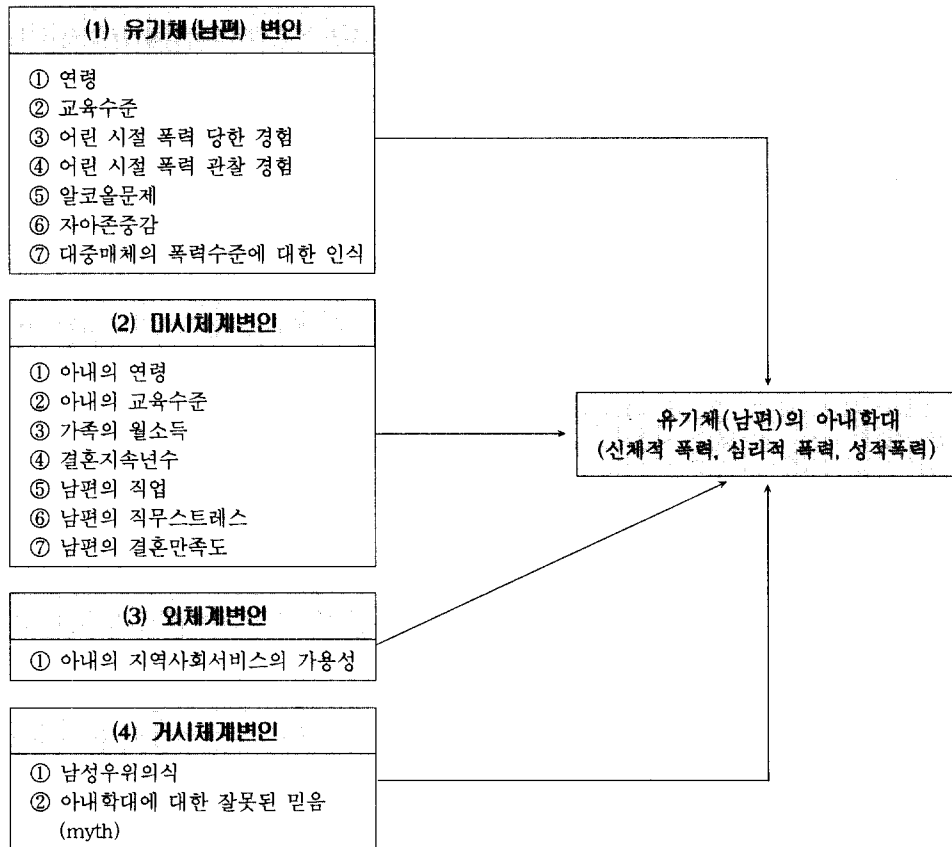 (1) 유기체(남편) 변인
① 연령
② 교육수준
③ 어린 시절 폭력 당한 경험
④ 어린 시절 폭력 관찰 경험
⑤ 알코올문제
⑥ 자아존중감
⑦ 대중매체의 폭력수준에 대한 인식
(2) 미시체계변인
① 아내의 연령
② 아내의 교육수준
③ 가족의 월소득
④ 결혼지속년수
⑤ 남편의 직업
⑥ 남편의 직무스트레스
⑦ 남편의 결혼만족도
유기체(남편)의 아내학대
(신체적 폭력, 심리적 폭력, 성적폭력)
(3) 외체계변인
① 아내의 지역사회서비스의 가용성
(4) 거시체계변인
① 남성우위의식
② 아내학대에 대한 잘못된 믿음
(myth)